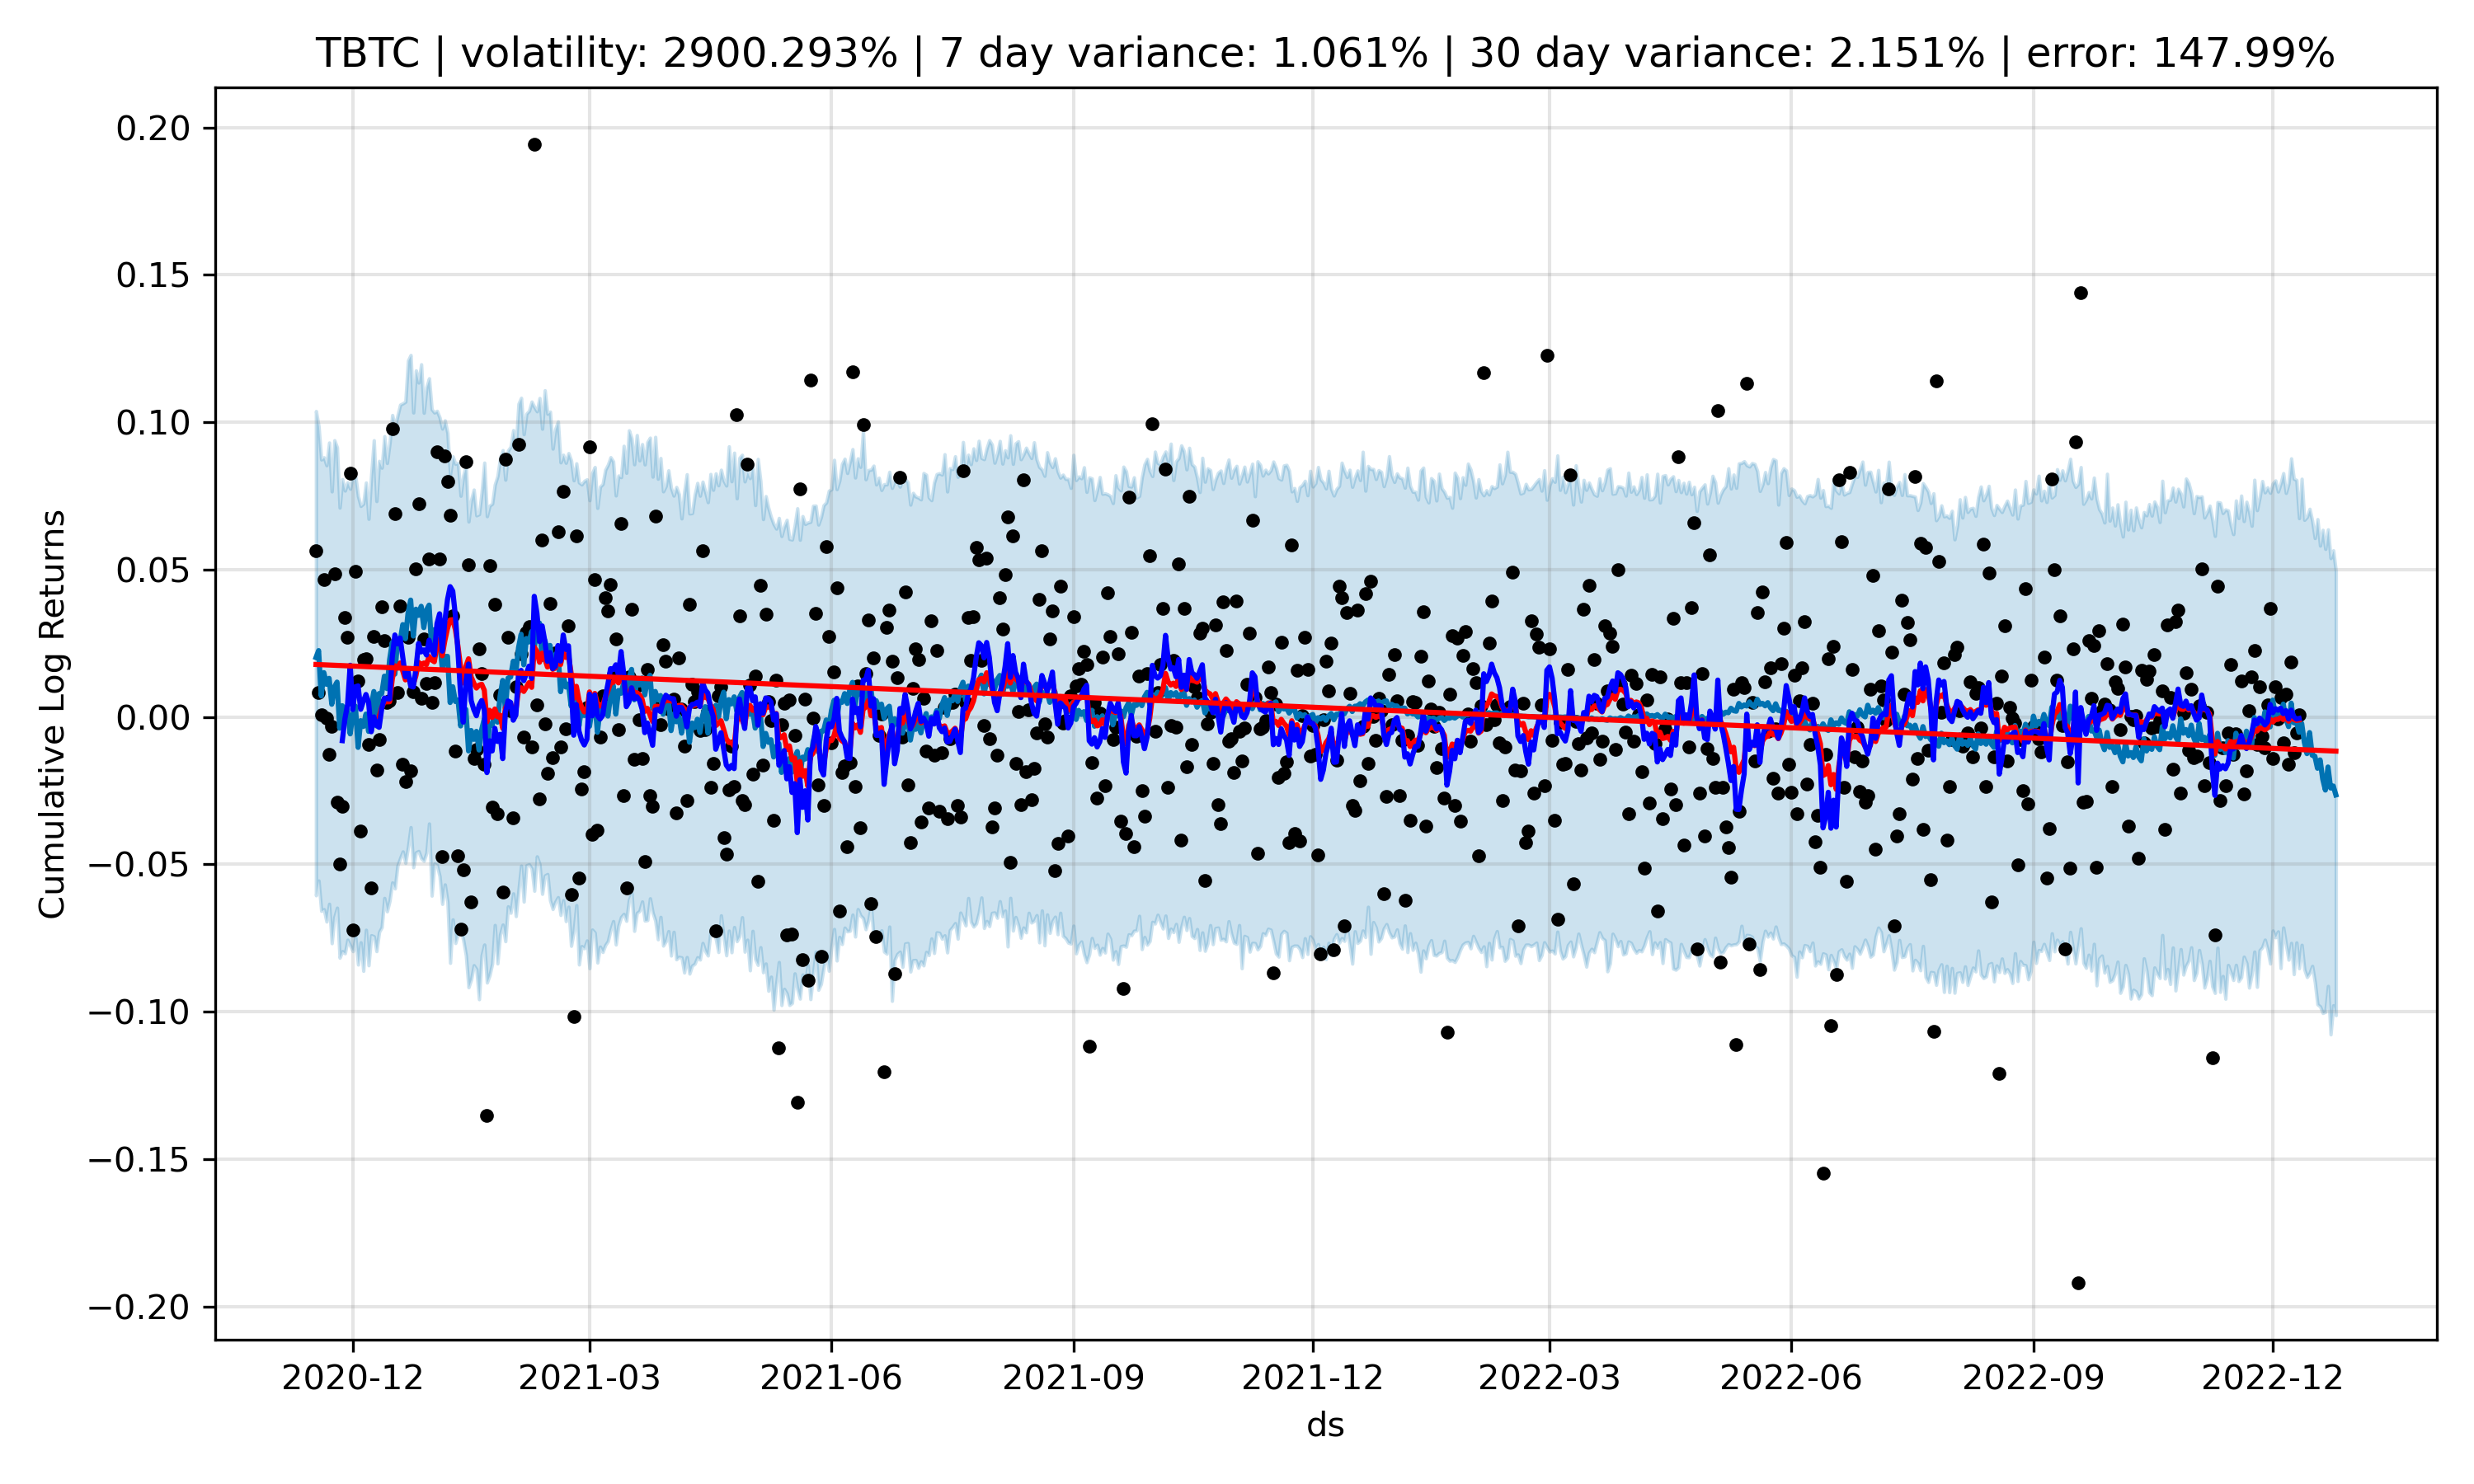 TBTC | volatility: 2900.293% | 7 day variance: 1.061% | 30 day variance: 2.151% | error: 147.99%
Cumulative Log Returns
0.20
0.15
0.10
0.05
0.00
−0.05
−0.10
−0.15
−0.20
2020-12 2021-03 2021-06 2021-09 2021-12 2022-03 2022-06 2022-09 2022-12
ds